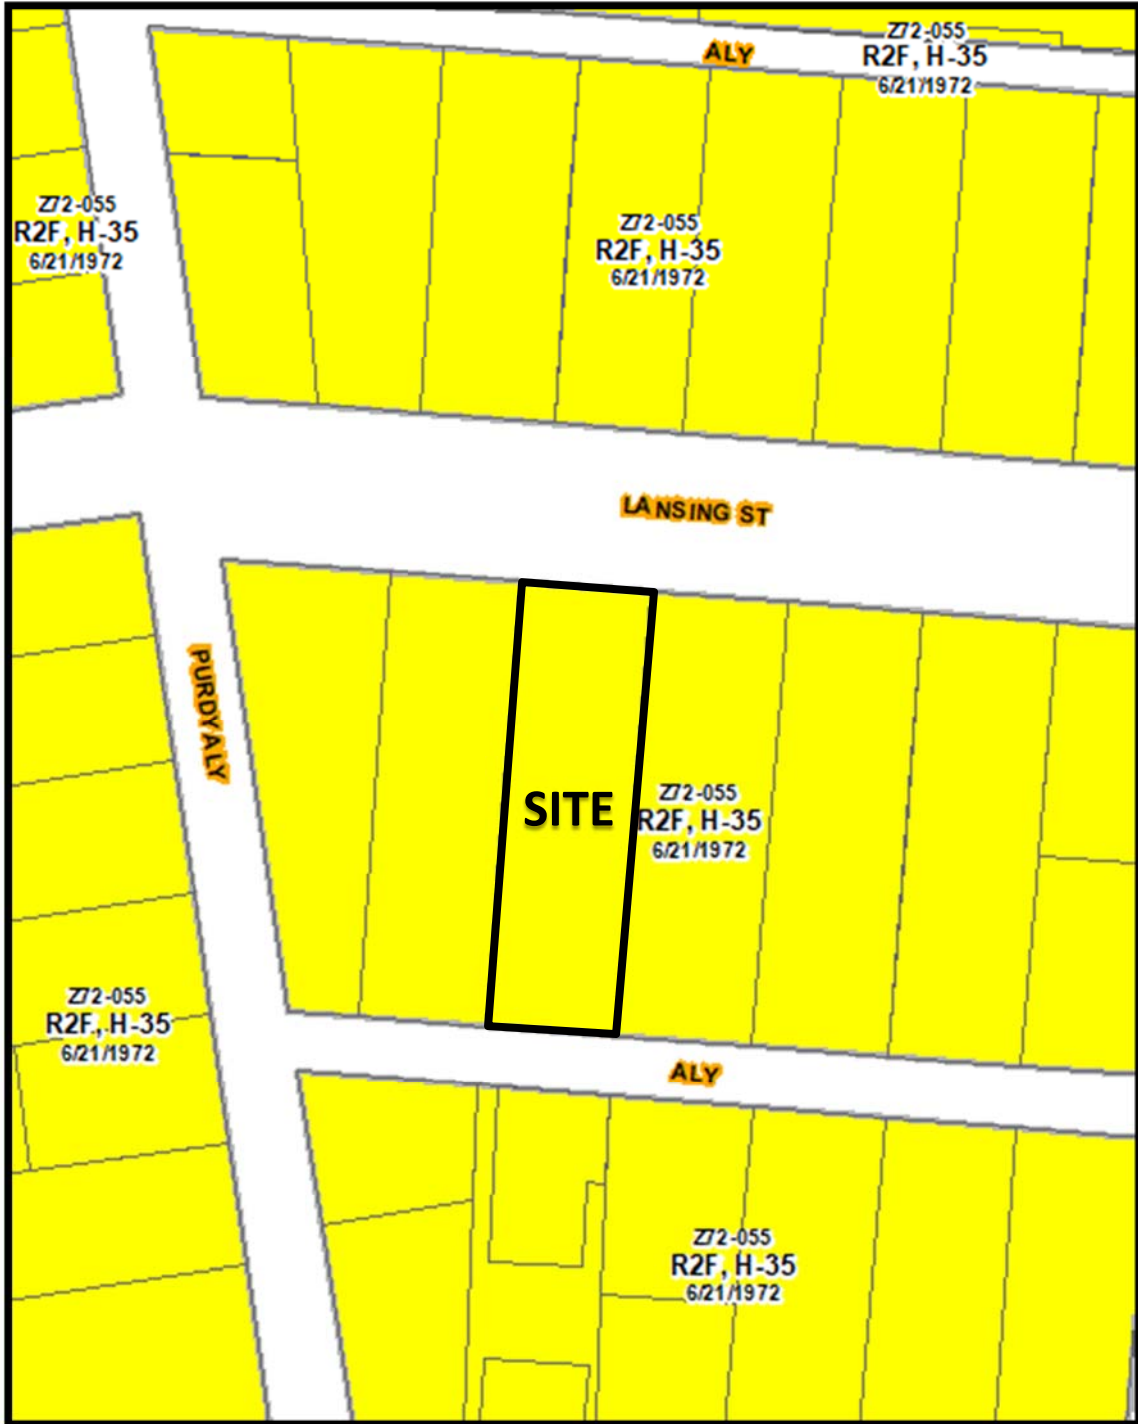 Z72-055
R2F, H-35
6/21/1972
ALY
Z72-055
R2F, H-35
6/21/1972
Z72-055
R2F, H-35
6/21/1972
LANSING ST
PURDY ALY
SITE
Z72-055
R2F, H-35
6/21/1972
Z72-055
R2F, H-35
6/21/1972
ALY
Z72-055
R2F, H-35
6/21/1972